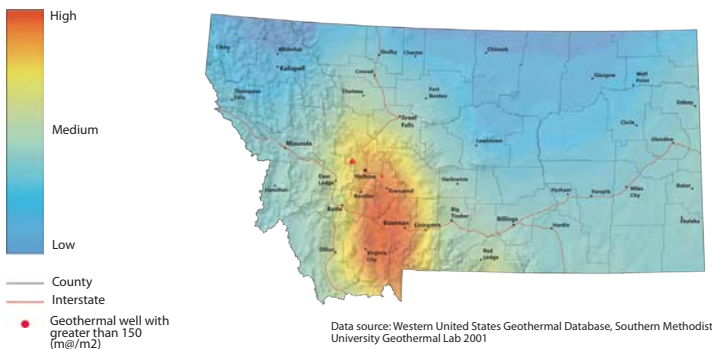 High
Medium
Low
County
Interstate
Geothermal well with
greater than 150
(m@/m2)
Libby
Whitefish
Kalispell
Shelby
Chester
Chinook
Conrad
Glasgow
Wolf
Point
Thompson
Falls
Choteau
Fort
Benton
Sidney
Great
Falls
Circle
Missoula
Lewistown
Glendive
Helena
Deer
Lodge
Harlowton
Hamilton
Boulder
Townsend
Miles
City
Baker
Butte
Big
Timber
Forsyth
Bozeman
Livingston
Billings
Hardin
Ekalaka
Dillon
Virginia
City
Red
Lodge
Data source: Western United States Geothermal Database, Southern Methodist
University Geothermal Lab 2001